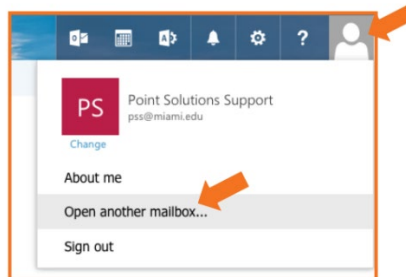 ?
PS
Point Solutions Support
pss@miami.edu
Change
About me
Open another mailbox...
Sign out